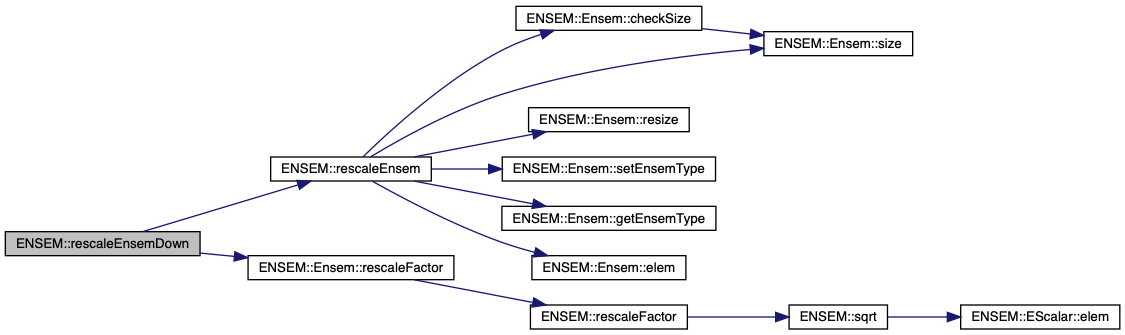 ENSEM::Ensem::checkSize
ENSEM::Ensem::size
ENSEM::Ensem::resize
ENSEM::rescaleEnsem
ENSEM::Ensem::setEnsemType
ENSEM::Ensem::getEnsemType
ENSEM::rescaleEnsemDown
ENSEM::Ensem::rescaleFactor
ENSEM::Ensem::elem
ENSEM::rescaleFactor
ENSEM::sqrt
ENSEM::EScalar::elem